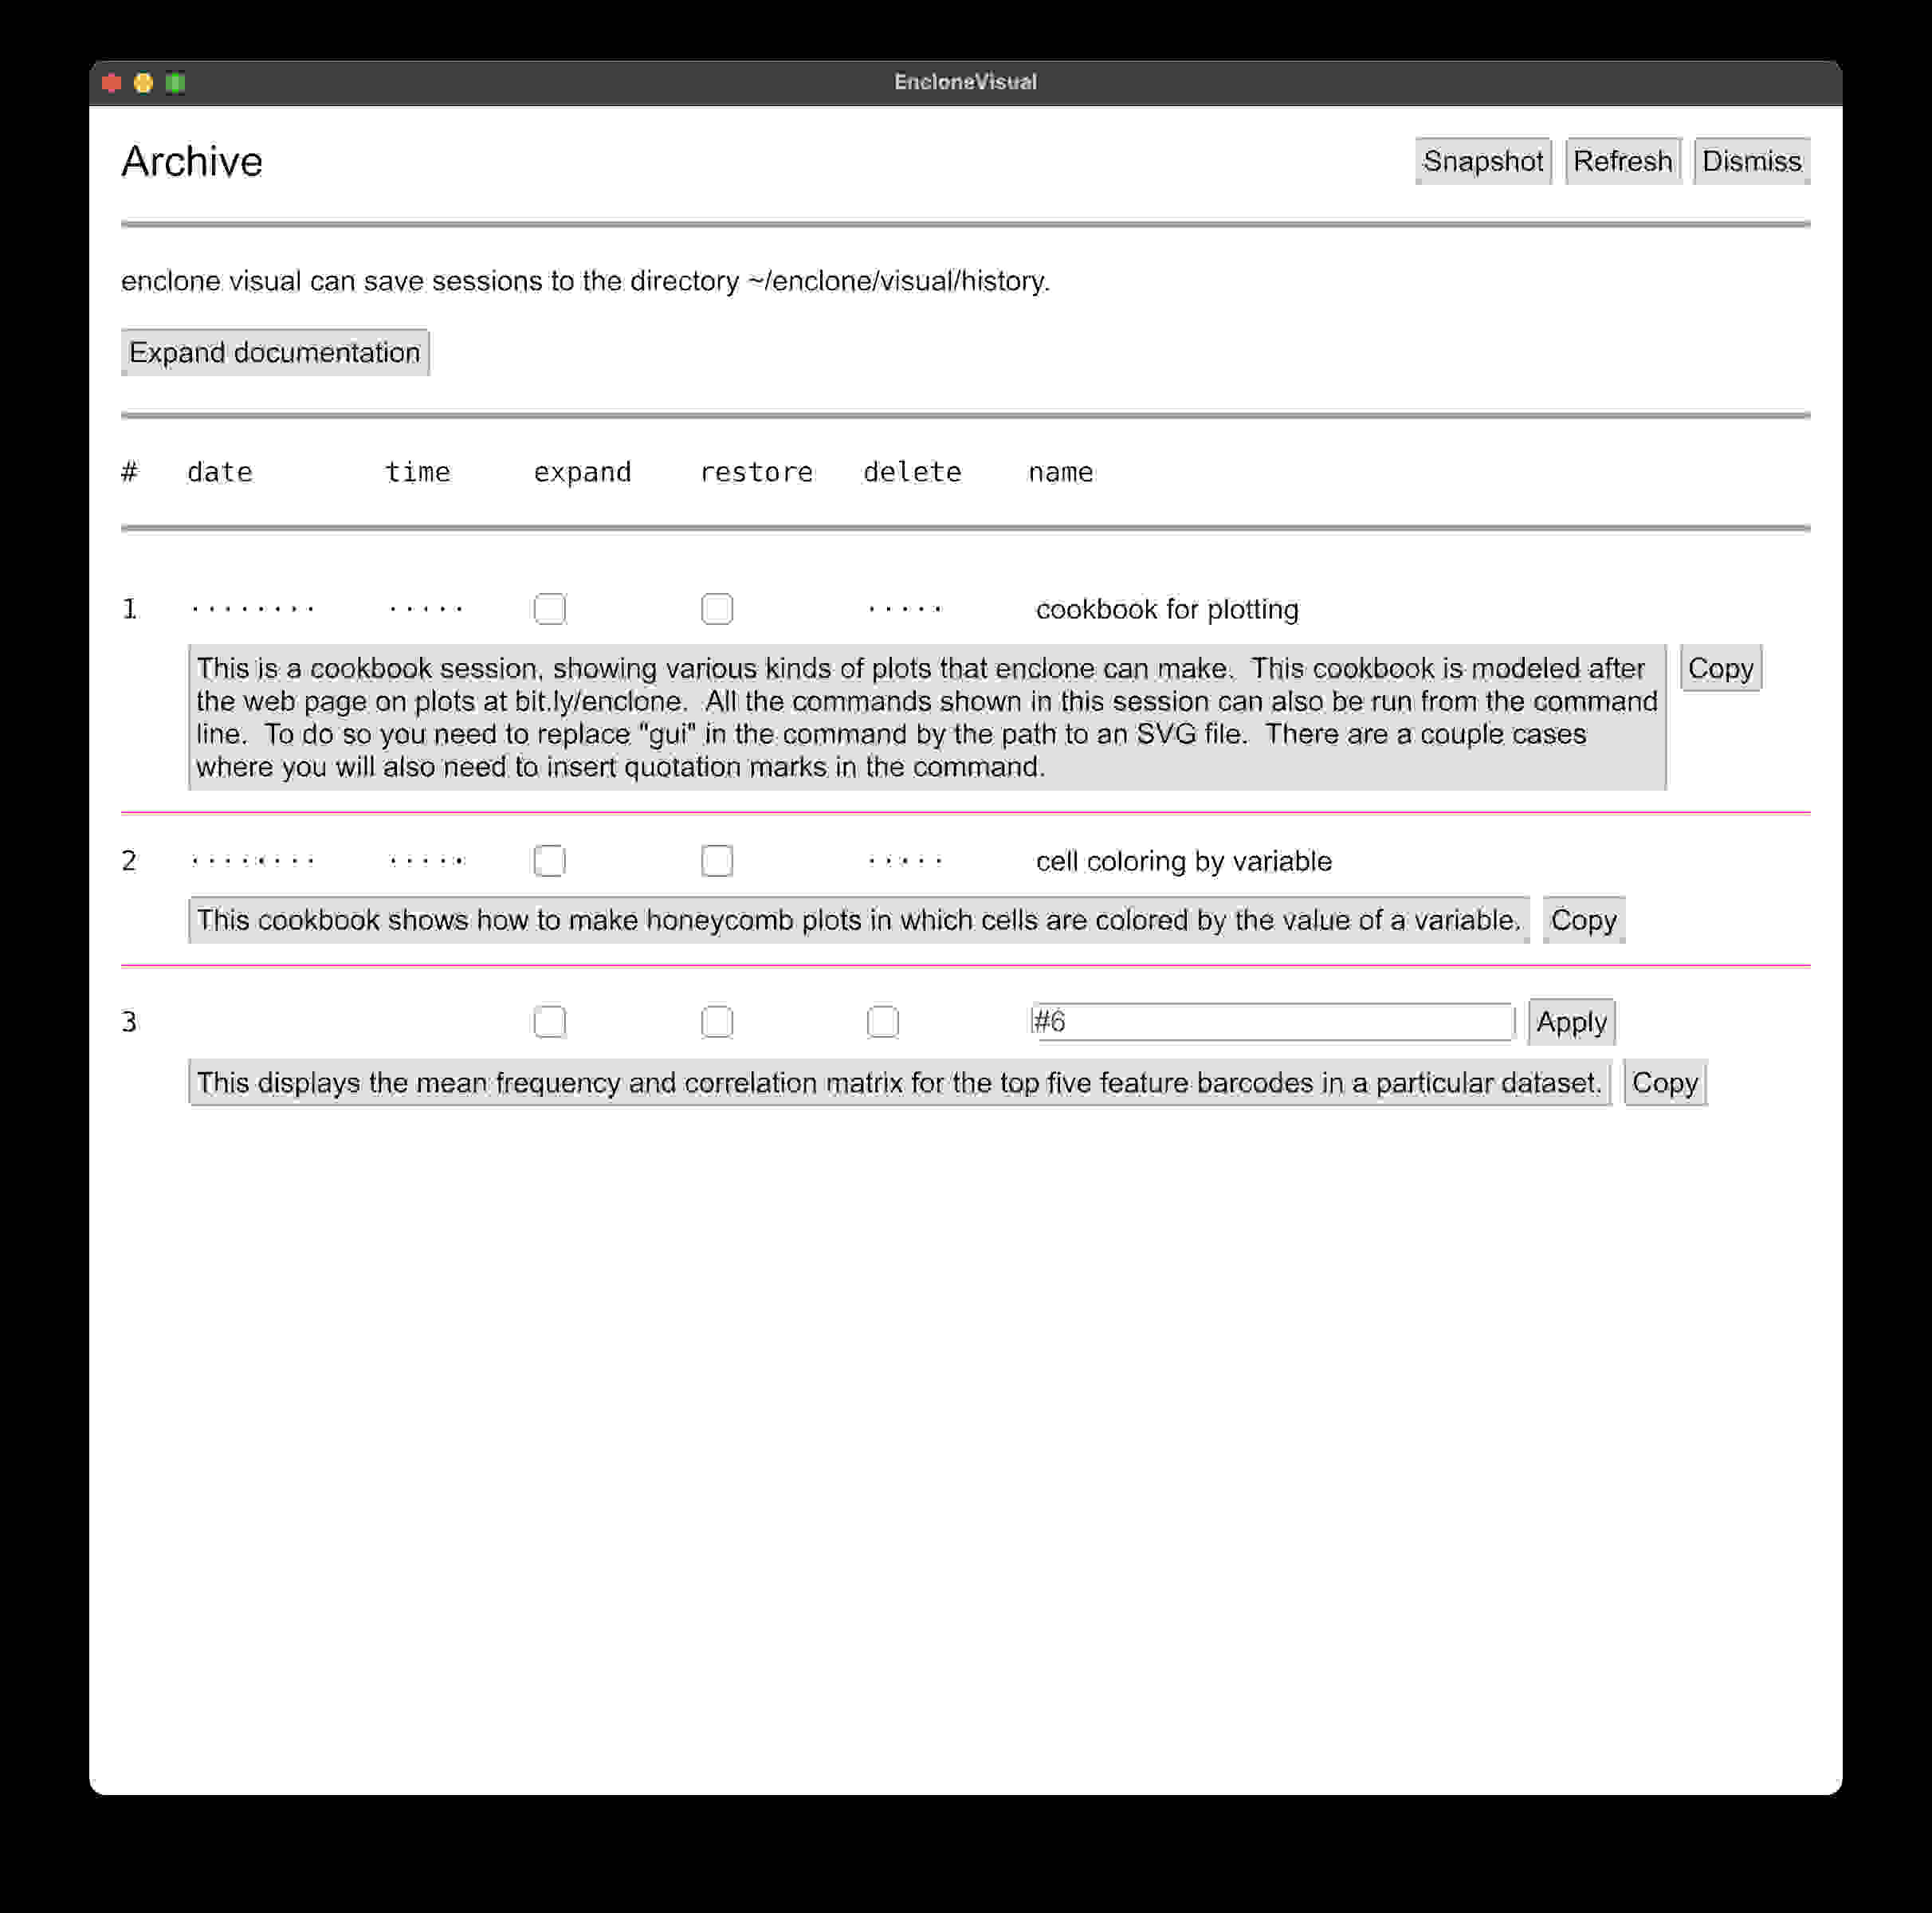 EncloneVisual
Archive
Snapshot Refresh Dismiss
enclone visual can save sessions to the directory ~/enclone/visual/history.
Expand documentation
# date time expand restore delete name
1 ········ ····· ····· cookbook for plotting
This is a cookbook session, showing various kinds of plots that enclone can make.  This cookbook is modeled after
the web page on plots at bit.ly/enclone.  All the commands shown in this session can also be run from the command
line.  To do so you need to replace "gui" in the command by the path to an SVG file.  There are a couple cases
where you will also need to insert quotation marks in the command.
Copy
2 ········ ····· ····· cell coloring by variable
This cookbook shows how to make honeycomb plots in which cells are colored by the value of a variable. Copy
3 #6 Apply
This displays the mean frequency and correlation matrix for the top five feature barcodes in a particular dataset. Copy